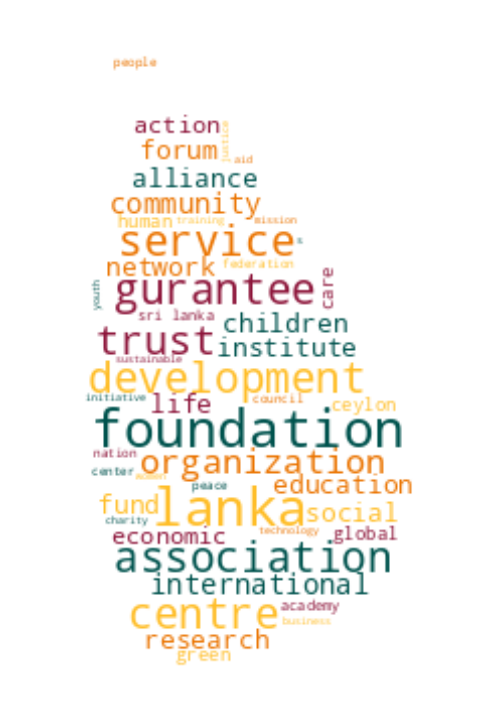 people
action justice
forum aid
alliance
community
human training mission
service s
network federation
youth gurantee care
sri lanka children
trust institute
sustainable
development
initiative life council ceylon
foundation
nation organization
center women education
peace
fund lanka social
charity technology
economic global
association
international
centre academy
business
research
green